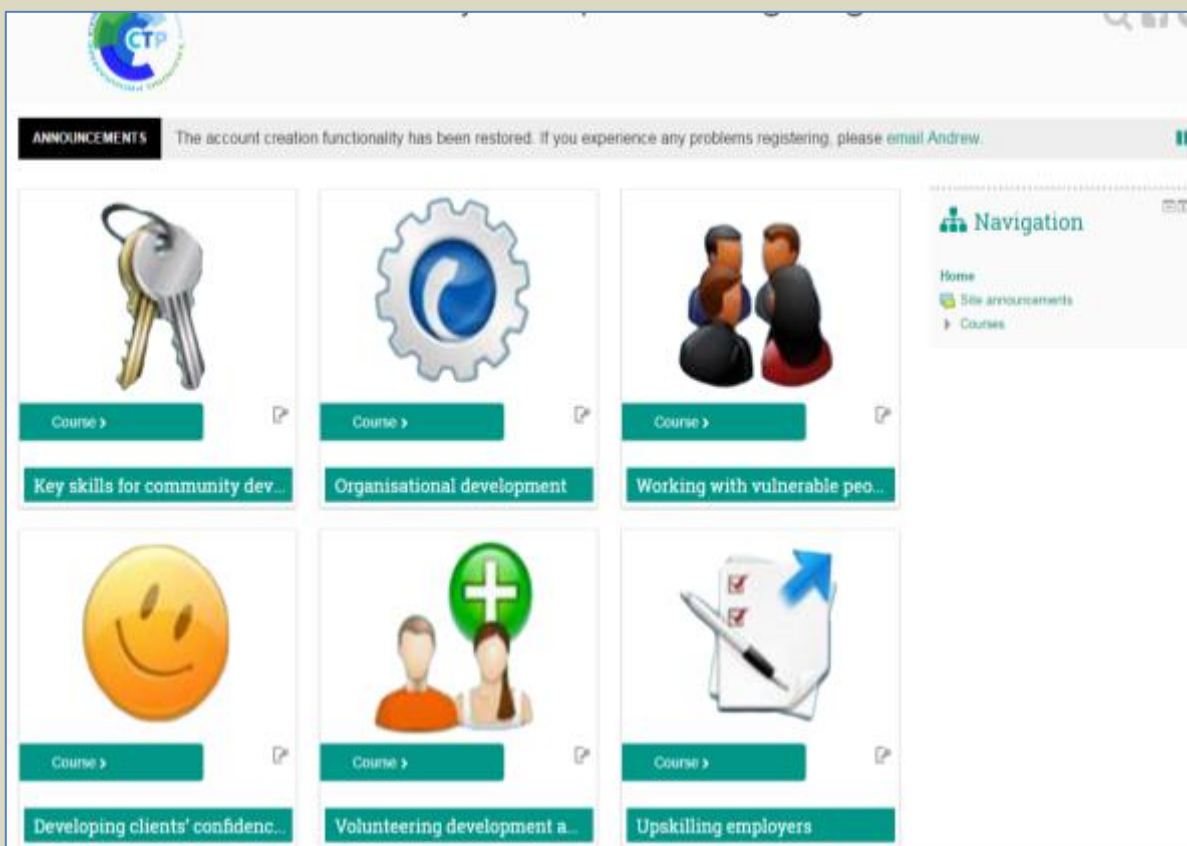 CTP
ANNOUNCEMENTS The account creation functionality has been restored. If you experience any problems registering, please email Andrew.
Navigation
Home
Site announcements
Courses
Course >
Course >
Course >
Key skills for community dev...
Organisational development
Working with vulnerable peo...
Course >
Course >
Course >
Developing clients' confidenc...
Volunteering development a...
Upskilling employers